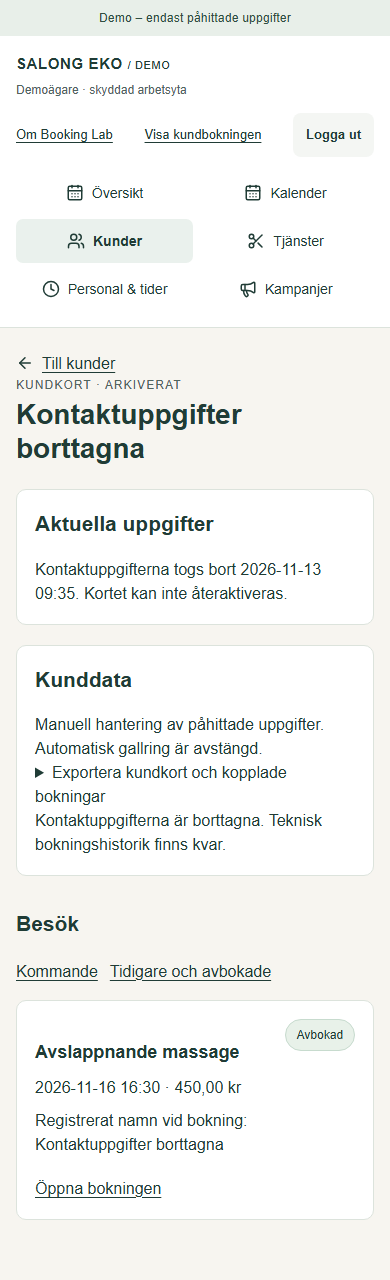 Demo – endast påhittade uppgifter
SALONG EKO / DEMO
Demoägare · skyddad arbetsyta
Om Booking Lab
Visa kundbokningen
Logga ut
Översikt
Kalender
Kunder
Tjänster
Personal & tider
Kampanjer
Till kunder
KUNDKORT · ARKIVERAT
Kontaktuppgifter
borttagna
Aktuella uppgifter
Kontaktuppgifterna togs bort 2026-11-13
09:35. Kortet kan inte återaktiveras.
Kunddata
Manuell hantering av påhittade uppgifter.
Automatisk gallring är avstängd.
Exportera kundkort och kopplade
bokningar
Kontaktuppgifterna är borttagna. Teknisk
bokningshistorik finns kvar.
Besök
Kommande
Tidigare och avbokade
Avbokad
Avslappnande massage
2026-11-16 16:30 · 450,00 kr
Registrerat namn vid bokning:
Kontaktuppgifter borttagna
Öppna bokningen